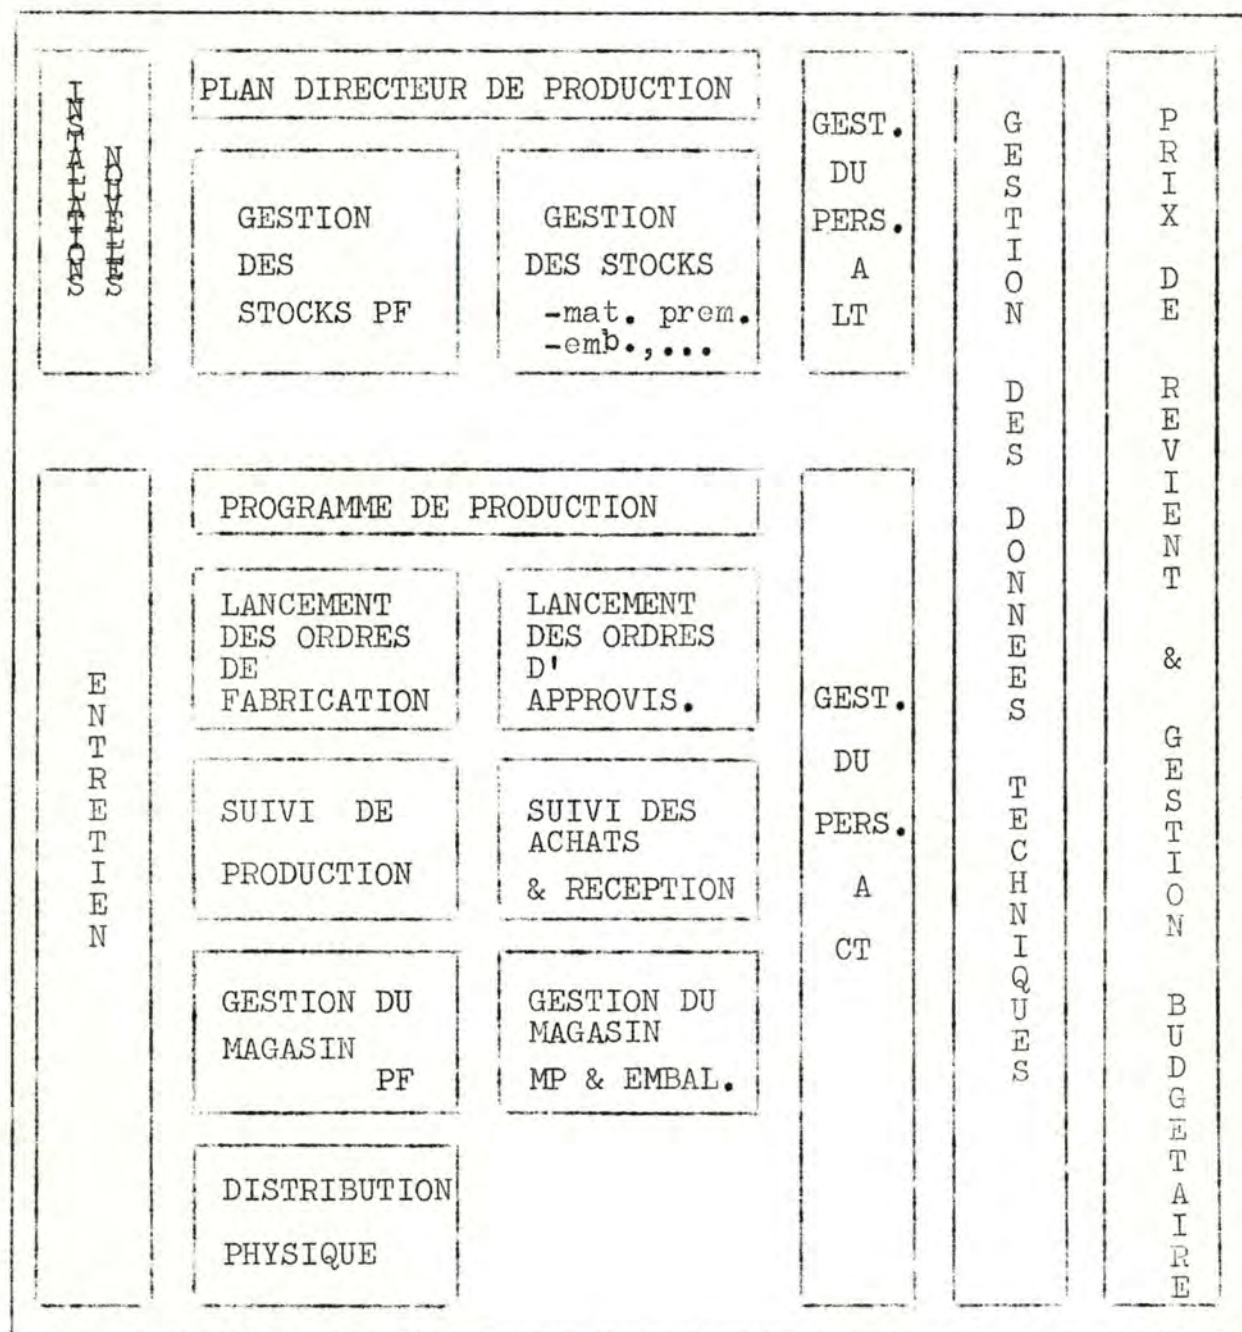 INSTALLATIONS
NOUVELLES
PLAN DIRECTEUR DE PRODUCTION
GESTION
DES
STOCKS PF
GESTION
DES STOCKS
-mat. prem.
-emb.,...
GEST.
DU
PERS.
A
LT
ENTRETIEN
PROGRAMME DE PRODUCTION
LANCEMENT
DES ORDRES
DE
FABRICATION
LANCEMENT
DES ORDRES
D'
APPROVIS.
SUIVI DE
PRODUCTION
SUIVI DES
ACHATS
& RECEPTION
GESTION DU
MAGASIN
PF
GESTION DU
MAGASIN
MP & EMBAL.
DISTRIBUTION
PHYSIQUE
GEST.
DU
PERS.
A
CT
GESTION DES DONNEES TECHNIQUES
PRIX DE REVIENT & GESTION BUDGETAIRE